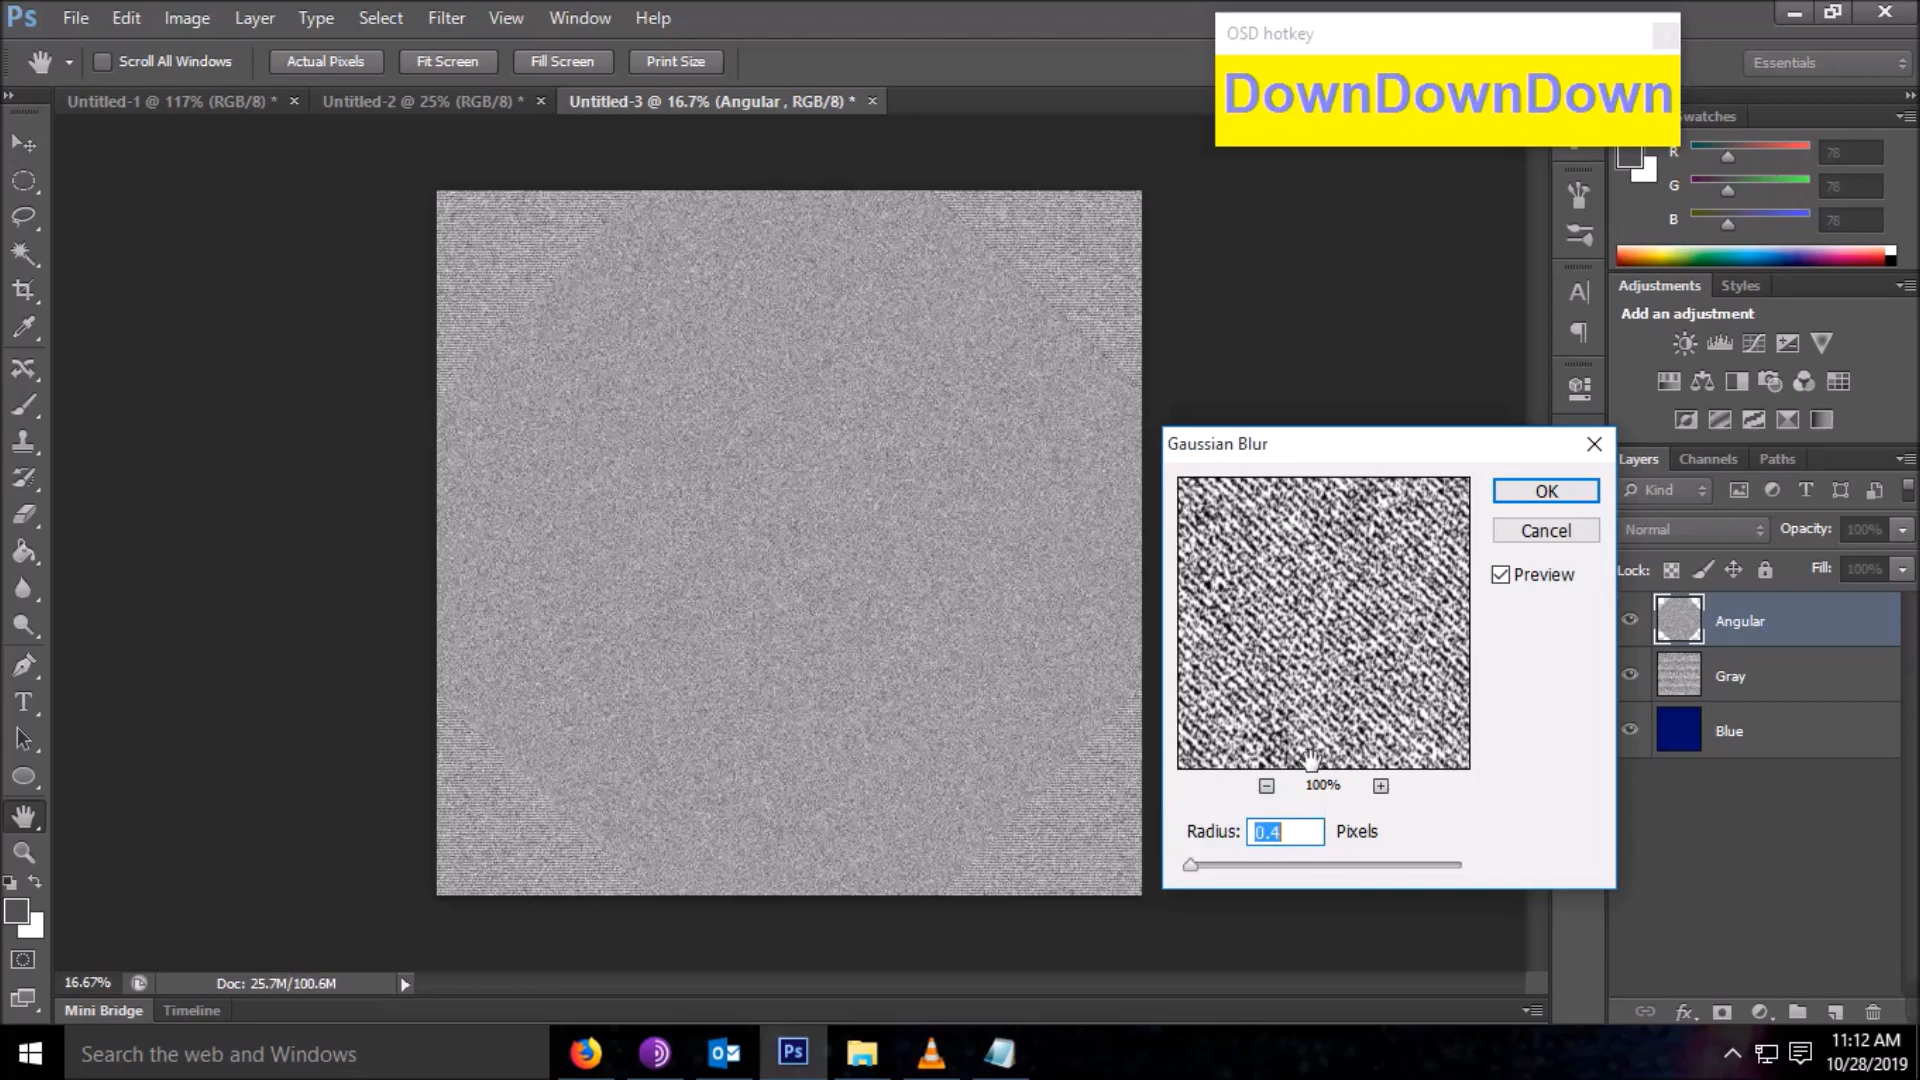 Ps File Edit Image Layer Type Select Filter View Window Help
OSD hotkey
DownDownDown
Scroll All Windows Actual Pixels Fit Screen Fill Screen Print Size Essentials
Untitled-1 @ 117% (RGB/8) * Untitled-2 @ 25% (RGB/8) * Untitled-3 @ 16.7% (Angular , RGB/8) *
Swatches
R 78
G 78
B 78
Adjustments Styles
Add an adjustment
Gaussian Blur
OK
Cancel
Preview
100%
Radius: 0.4 Pixels
Layers Channels Paths
Kind
Normal Opacity: 100%
Lock: Fill: 100%
Angular
Gray
Blue
16.67% Doc: 25.7M/100.6M
Mini Bridge Timeline
Search the web and Windows
Ps
11:12 AM
10/28/2019